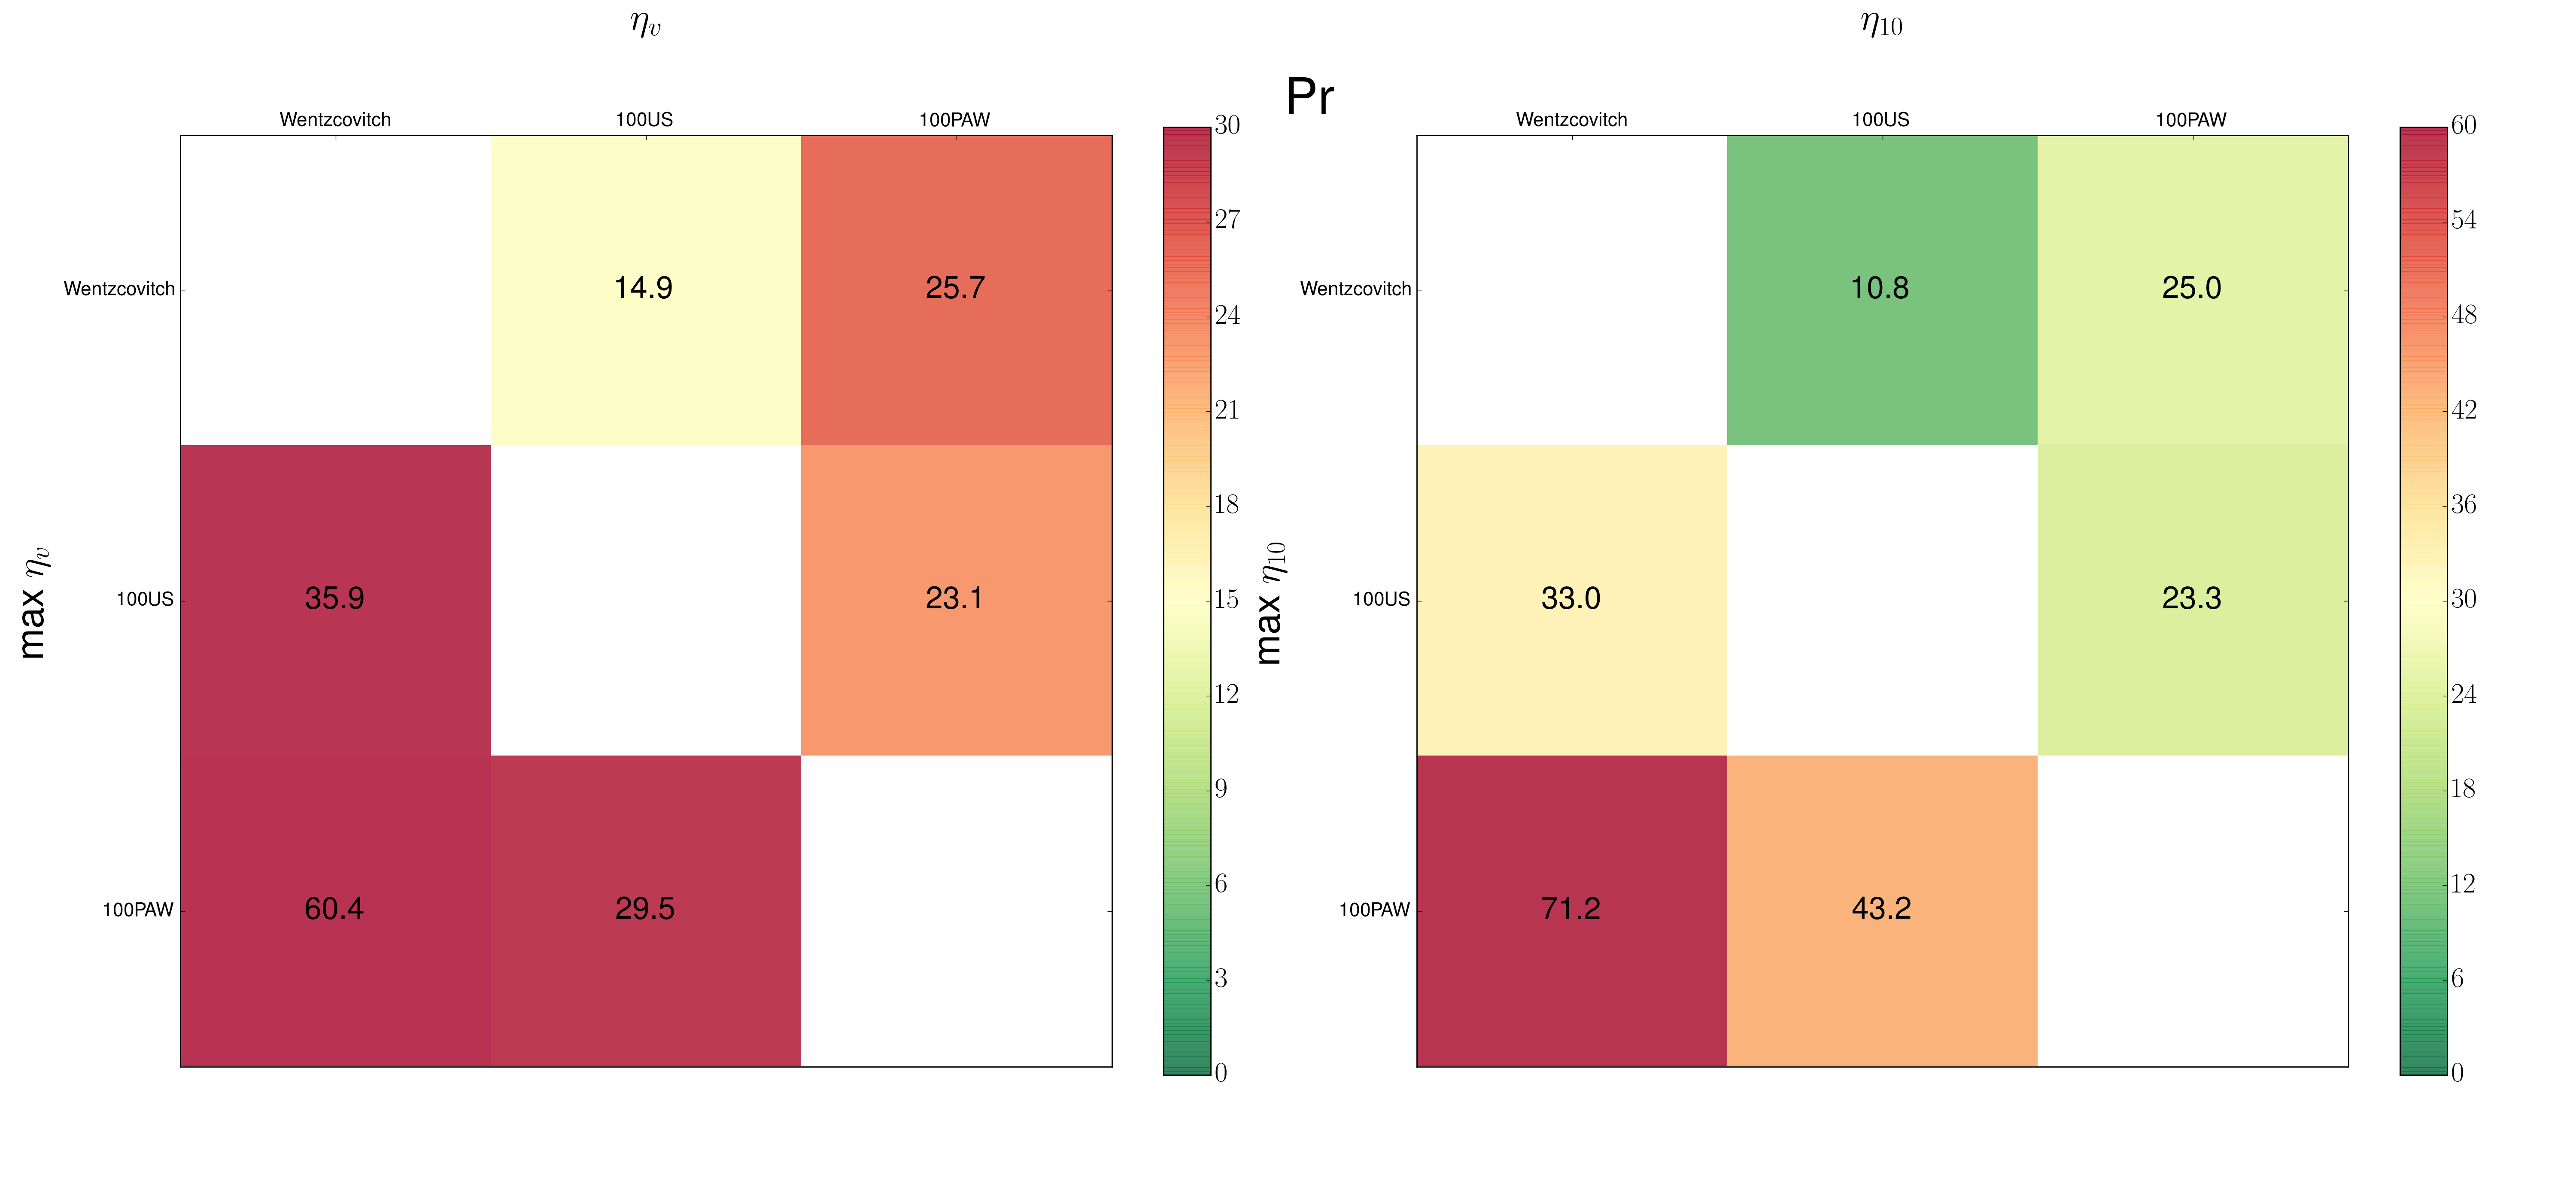 η_v
η_10
Pr
Wentzcovitch 100US 100PAW
Wentzcovitch 14.9 25.7
100US 35.9 23.1
100PAW 60.4 29.5
max η_v
30
27
24
21
18
15
12
9
6
3
0
Wentzcovitch 100US 100PAW
Wentzcovitch 10.8 25.0
100US 33.0 23.3
100PAW 71.2 43.2
max η_10
60
54
48
42
36
30
24
18
12
6
0